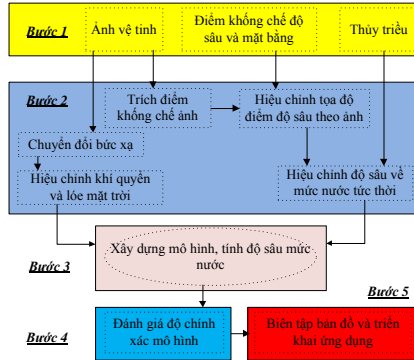 Bước 1
Ảnh vệ tinh
Điểm khống chế độ
sâu và mặt bằng
Thủy triều
Bước 2
Trích điểm
khống chế ảnh
Hiệu chỉnh tọa độ
điểm độ sâu theo ảnh
Chuyển đổi bức xạ
Hiệu chỉnh khí quyển
và lóe mặt trời
Hiệu chỉnh độ sâu về
mức nước tức thời
Xây dựng mô hình, tính độ sâu mức
nước
Bước 3
Bước 5
Bước 4
Đánh giá độ chính
xác mô hình
Biên tập bản đồ và triển
khai ứng dụng